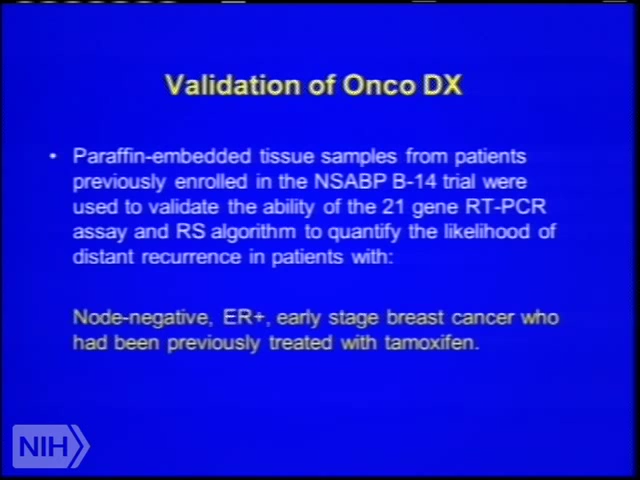 Validation of Onco DX
• Paraffin-embedded tissue samples from patients
previously enrolled in the NSABP B-14 trial were
used to validate the ability of the 21 gene RT-PCR
assay and RS algorithm to quantify the likelihood of
distant recurrence in patients with:
Node-negative, ER+, early stage breast cancer who
had been previously treated with tamoxifen.
NIH